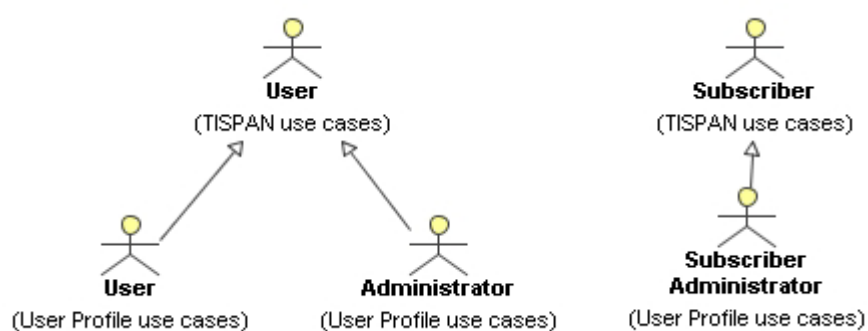 User
(TISPAN use cases)
Subscriber
(TISPAN use cases)
User
(User Profile use cases)
Administrator
(User Profile use cases)
Subscriber
Administrator
(User Profile use cases)